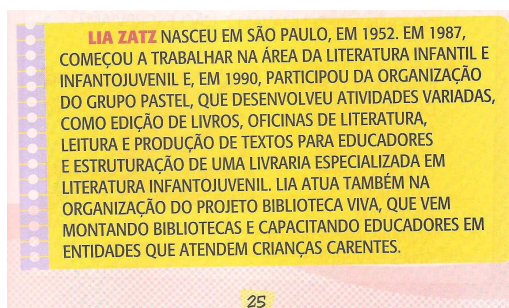 LIA ZATZ NASCEU EM SÃO PAULO, EM 1952. EM 1987,
COMEÇOU A TRABALHAR NA ÁREA DA LITERATURA INFANTIL E
INFANTOJUVENIL E, EM 1990, PARTICIPOU DA ORGANIZAÇÃO
DO GRUPO PASTEL, QUE DESENVOLVEU ATIVIDADES VARIADAS,
COMO EDIÇÃO DE LIVROS, OFICINAS DE LITERATURA,
LEITURA E PRODUÇÃO DE TEXTOS PARA EDUCADORES
E ESTRUTURAÇÃO DE UMA LIVRARIA ESPECIALIZADA EM
LITERATURA INFANTOJUVENIL. LIA ATUA TAMBÉM NA
ORGANIZAÇÃO DO PROJETO BIBLIOTECA VIVA, QUE VEM
MONTANDO BIBLIOTECAS E CAPACITANDO EDUCADORES EM
ENTIDADES QUE ATENDEM CRIANÇAS CARENTES.
25